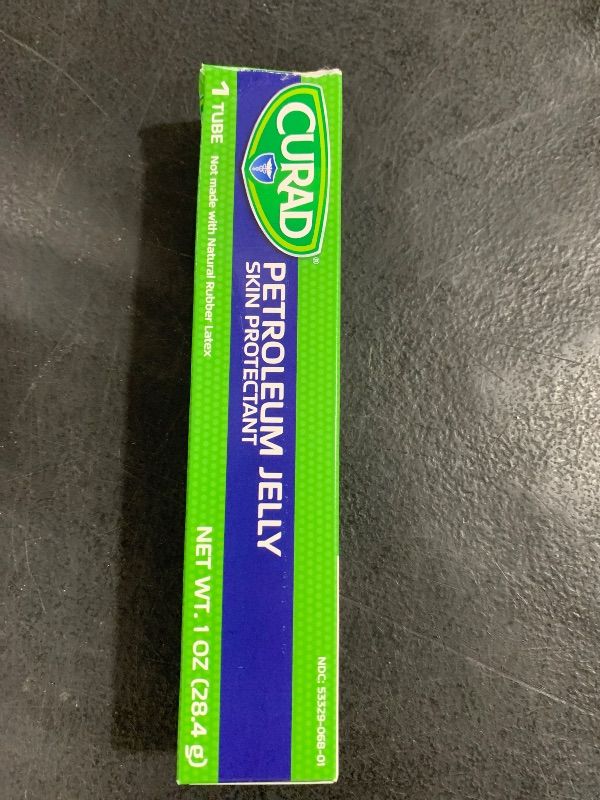 CURAD®
PETROLEUM JELLY
SKIN PROTECTANT
1 TUBE
Not made with Natural Rubber Latex
NET WT. 1 OZ (28.4 g)
NDC: 53329-068-01